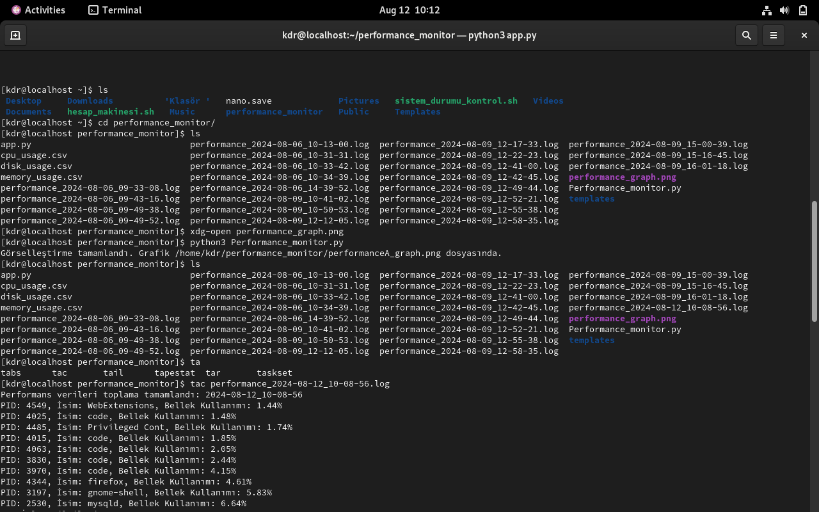 Activities Terminal Aug 12 10:12
kdr@localhost:~/performance_monitor — python3 app.py
[kdr@localhost ~]$ ls
Desktop Downloads 'Klasör ' nano.save Pictures sistem_durumu_kontrol.sh Videos
Documents hesap_makinesi.sh Music performance_monitor Public Templates
[kdr@localhost ~]$ cd performance_monitor/
[kdr@localhost performance_monitor]$ ls
app.py performance_2024-08-06_10-13-00.log performance_2024-08-09_12-17-33.log performance_2024-08-09_15-00-39.log
cpu_usage.csv performance_2024-08-06_10-31-31.log performance_2024-08-09_12-22-23.log performance_2024-08-09_15-16-45.log
disk_usage.csv performance_2024-08-06_10-33-42.log performance_2024-08-09_12-41-00.log performance_2024-08-09_16-01-18.log
memory_usage.csv performance_2024-08-06_10-34-39.log performance_2024-08-09_12-42-45.log performance_graph.png
performance_2024-08-06_09-33-08.log performance_2024-08-06_14-39-52.log performance_2024-08-09_12-49-44.log Performance_monitor.py
performance_2024-08-06_09-43-16.log performance_2024-08-09_10-41-02.log performance_2024-08-09_12-52-21.log templates
performance_2024-08-06_09-49-38.log performance_2024-08-09_10-50-53.log performance_2024-08-09_12-55-38.log
performance_2024-08-06_09-49-52.log performance_2024-08-09_12-12-05.log performance_2024-08-09_12-58-35.log
[kdr@localhost performance_monitor]$ xdg-open performance_graph.png
[kdr@localhost performance_monitor]$ python3 Performance_monitor.py
Görselleştirme tamamlandı. Grafik /home/kdr/performance_monitor/performanceA_graph.png dosyasında.
[kdr@localhost performance_monitor]$ ls
app.py performance_2024-08-06_10-13-00.log performance_2024-08-09_12-17-33.log performance_2024-08-09_15-00-39.log
cpu_usage.csv performance_2024-08-06_10-31-31.log performance_2024-08-09_12-22-23.log performance_2024-08-09_15-16-45.log
disk_usage.csv performance_2024-08-06_10-33-42.log performance_2024-08-09_12-41-00.log performance_2024-08-09_16-01-18.log
memory_usage.csv performance_2024-08-06_10-34-39.log performance_2024-08-09_12-42-45.log performance_2024-08-12_10-08-56.log
performance_2024-08-06_09-33-08.log performance_2024-08-06_14-39-52.log performance_2024-08-09_12-49-44.log performance_graph.png
performance_2024-08-06_09-43-16.log performance_2024-08-09_10-41-02.log performance_2024-08-09_12-52-21.log Performance_monitor.py
performance_2024-08-06_09-49-38.log performance_2024-08-09_10-50-53.log performance_2024-08-09_12-55-38.log templates
performance_2024-08-06_09-49-52.log performance_2024-08-09_12-12-05.log performance_2024-08-09_12-58-35.log
[kdr@localhost performance_monitor]$ ta
tabs tac tail tapestat tar taskset
[kdr@localhost performance_monitor]$ tac performance_2024-08-12_10-08-56.log
Performans verileri toplama tamamlandı: 2024-08-12_10-08-56
PID: 4549, İsim: WebExtensions, Bellek Kullanımı: 1.44%
PID: 4025, İsim: code, Bellek Kullanımı: 1.48%
PID: 4485, İsim: Privileged Cont, Bellek Kullanımı: 1.74%
PID: 4015, İsim: code, Bellek Kullanımı: 1.85%
PID: 4063, İsim: code, Bellek Kullanımı: 2.05%
PID: 3830, İsim: code, Bellek Kullanımı: 2.44%
PID: 3970, İsim: code, Bellek Kullanımı: 4.15%
PID: 4344, İsim: firefox, Bellek Kullanımı: 4.61%
PID: 3197, İsim: gnome-shell, Bellek Kullanımı: 5.83%
PID: 2530, İsim: mysqld, Bellek Kullanımı: 6.64%